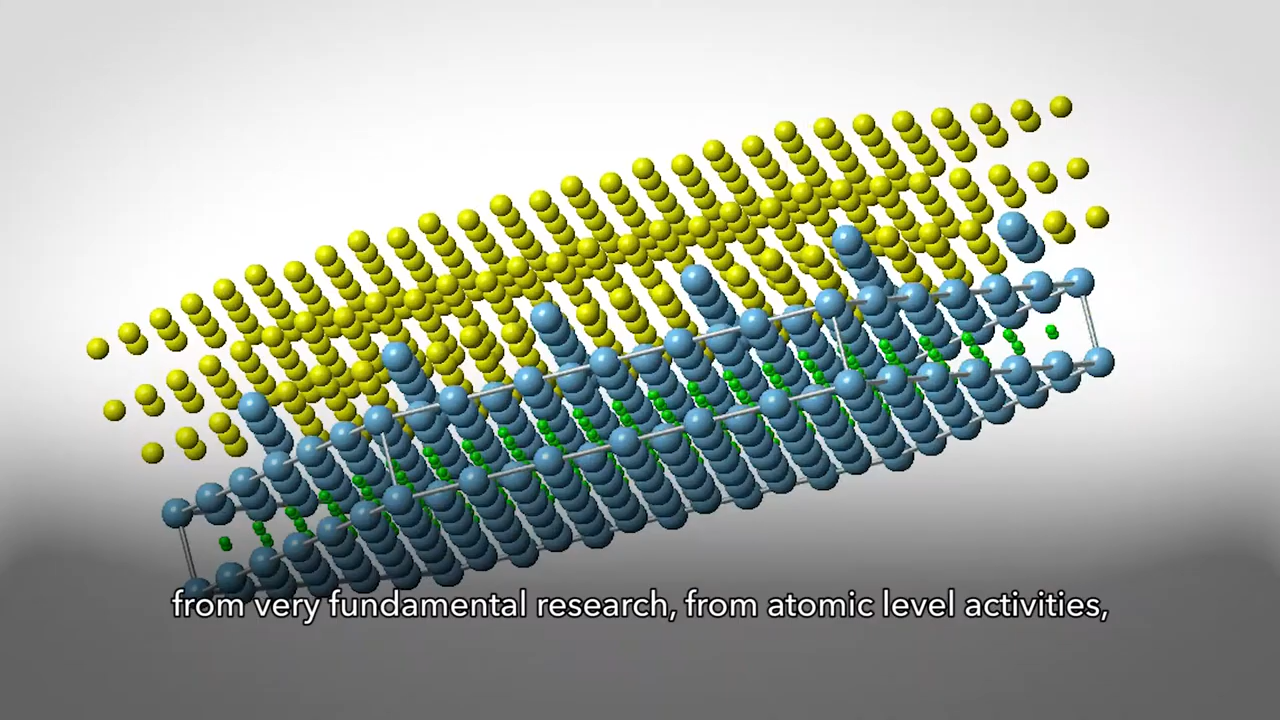 from very fundamental research, from atomic level activities,